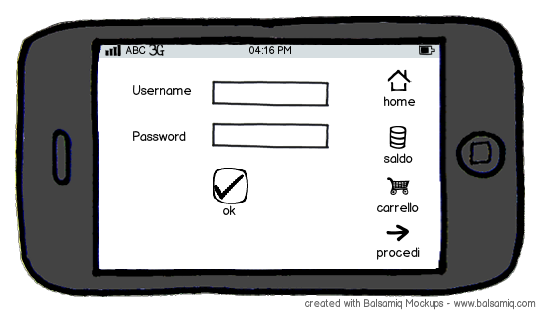 ABC 3G 04:16 PM
Username
home
Password
saldo
carrello
ok
procedi
created with Balsamiq Mockups - www.balsamiq.com